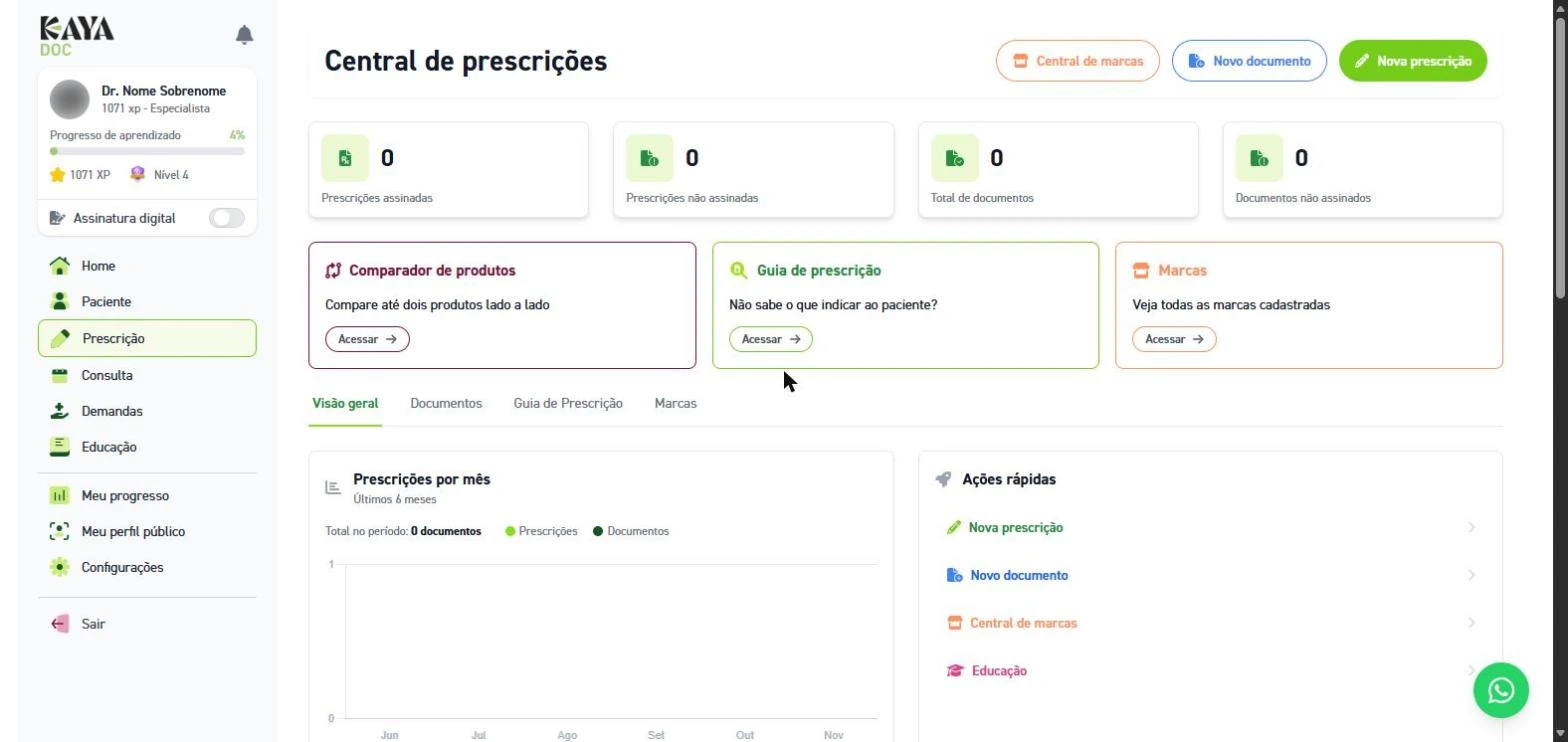 KAYA
DOC
Dr. Nome Sobrenome
1071 xp - Especialista
Progresso de aprendizado 4%
1071 XP Nível 4
Assinatura digital
Home
Paciente
Prescrição
Consulta
Demandas
Educação
Meu progresso
Meu perfil público
Configurações
Sair
Central de prescrições
Central de marcas
Novo documento
Nova prescrição
0
Prescrições assinadas
0
Prescrições não assinadas
0
Total de documentos
0
Documentos não assinados
Comparador de produtos
Compare até dois produtos lado a lado
Acessar →
Guia de prescrição
Não sabe o que indicar ao paciente?
Acessar →
Marcas
Veja todas as marcas cadastradas
Acessar →
Visão geral Documentos Guia de Prescrição Marcas
Prescrições por mês
Últimos 6 meses
Total no período: 0 documentos Prescrições Documentos
1
0
Jun Jul Ago Set Out Nov
Ações rápidas
Nova prescrição
Novo documento
Central de marcas
Educação